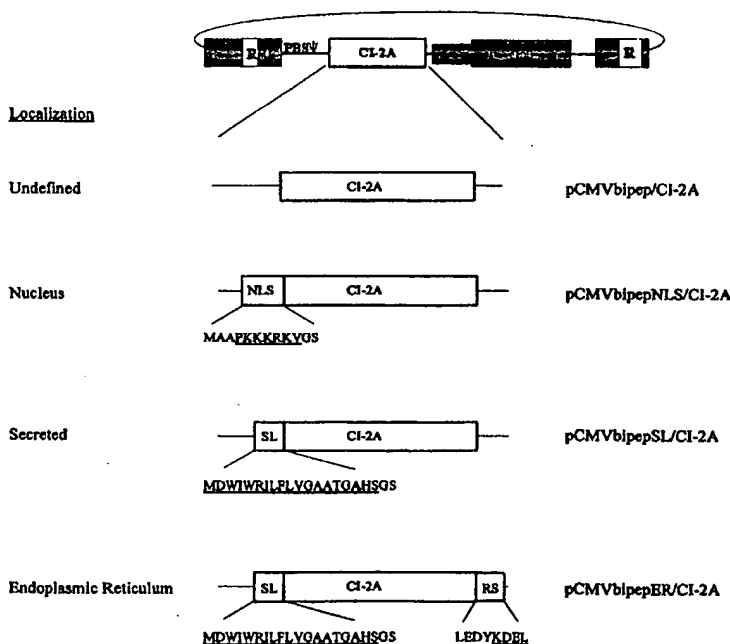 R PBSΨ CI-2A R
Localization
Undefined CI-2A pCMVbipep/CI-2A
Nucleus NLS CI-2A pCMVbipepNLS/CI-2A
MAAPKKKRKVGS
Secreted SL CI-2A pCMVbipepSL/CI-2A
MDWIWRILFLVGAATGAHSGS
Endoplasmic Reticulum SL CI-2A RS pCMVbipepER/CI-2A
MDWIWRILFLVGAATGAHSGS LEDYKDEL